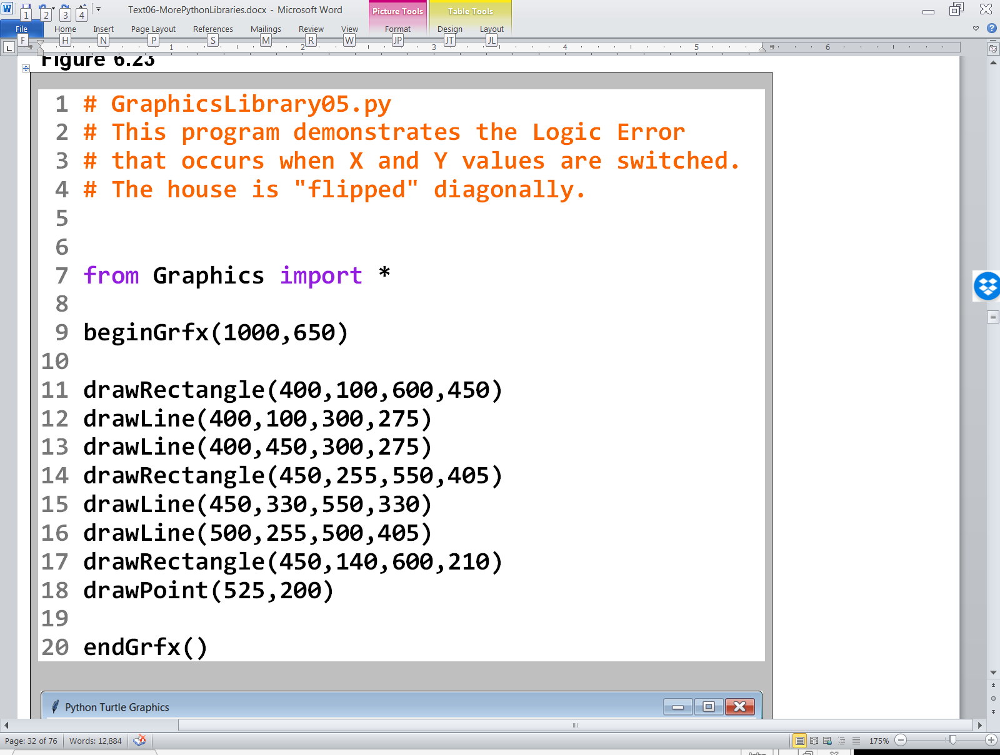 Text06-MorePythonLibraries.docx - Microsoft Word
Picture Tools
Table Tools
1 2 3 4
File Home Insert Page Layout References Mailings Review View Format Design Layout
F H N P S M R W JP JT JL
1 2 3 4 5 6
Figure 6.23
1 # GraphicsLibrary05.py
2 # This program demonstrates the Logic Error
3 # that occurs when X and Y values are switched.
4 # The house is "flipped" diagonally.
5
6
7 from Graphics import *
8
9 beginGrfx(1000,650)
10
11 drawRectangle(400,100,600,450)
12 drawLine(400,100,300,275)
13 drawLine(400,450,300,275)
14 drawRectangle(450,255,550,405)
15 drawLine(450,330,550,330)
16 drawLine(500,255,500,405)
17 drawRectangle(450,140,600,210)
18 drawPoint(525,200)
19
20 endGrfx()
Python Turtle Graphics
Page: 32 of 76 Words: 12,884 175%